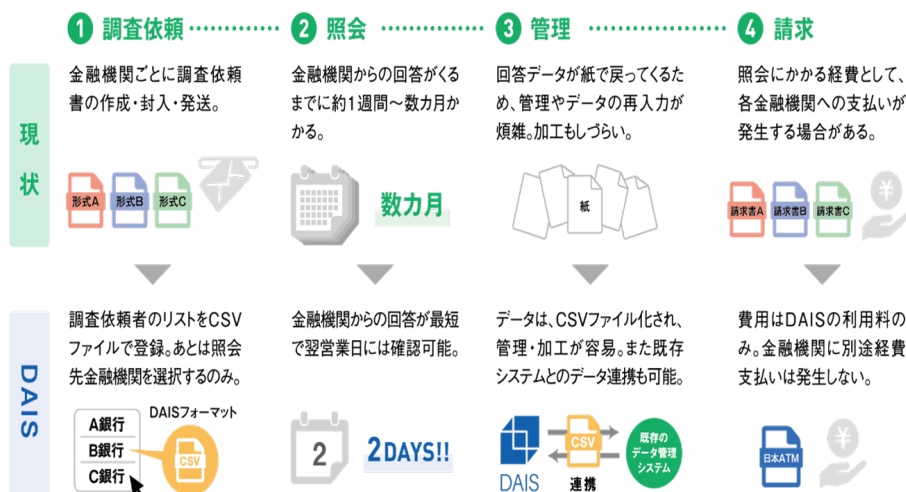 1 調査依頼
2 照会
3 管理
4 請求
現状
金融機関ごとに調査依頼
書の作成・封入・発送。
形式A
形式B
形式C
金融機関からの回答がくる
までに約1週間〜数カ月か
かる。
数カ月
回答データが紙で戻ってくるた
め、管理やデータの再入力が
煩雑。加工もしづらい。
紙
照会にかかる経費として、
各金融機関への支払いが
発生する場合がある。
請求書A
請求書B
請求書C
¥
DAIS
調査依頼者のリストをCSV
ファイルで登録。あとは照会
先金融機関を選択するのみ。
DAISフォーマット
A銀行
B銀行
C銀行
CSV
金融機関からの回答が最短
で翌営業日には確認可能。
2
2DAYS!!
データは、CSVファイル化され、
管理・加工が容易。また既存
システムとのデータ連携も可能。
DAIS
CSV
連携
既存の
データ管理
システム
費用はDAISの利用料の
み。金融機関に別途経費
支払いは発生しない。
日本ATM
¥